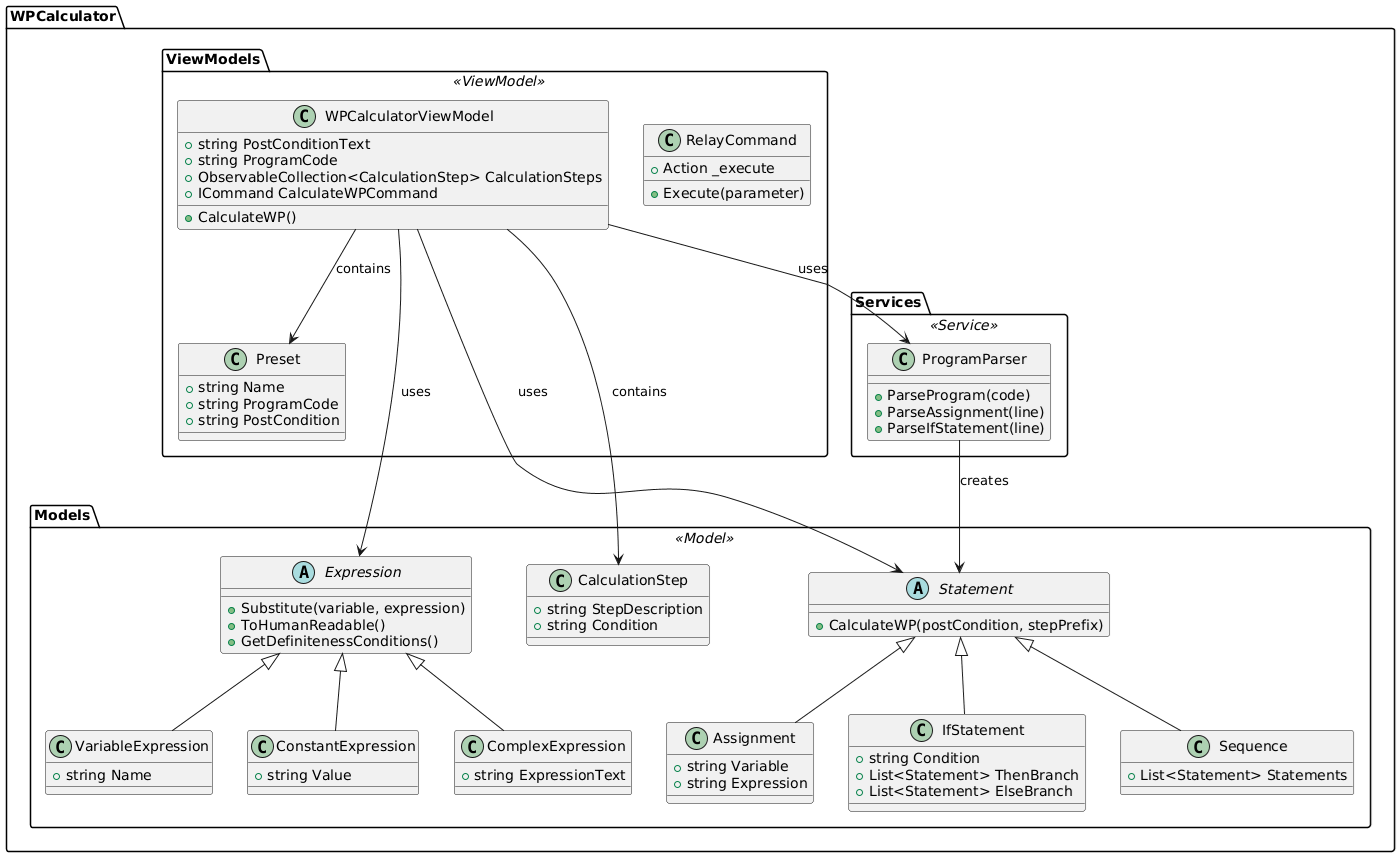 WPCalculator
ViewModels
«ViewModel»
C WPCalculatorViewModel
string PostConditionText
string ProgramCode
ObservableCollection<CalculationStep> CalculationSteps
ICommand CalculateWPCommand
CalculateWP()
C RelayCommand
Action _execute
Execute(parameter)
contains
uses
uses
contains
uses
C Preset
string Name
string ProgramCode
string PostCondition
Services
«Service»
C ProgramParser
ParseProgram(code)
ParseAssignment(line)
ParseIfStatement(line)
creates
Models
«Model»
A Expression
Substitute(variable, expression)
ToHumanReadable()
GetDefinitenessConditions()
C CalculationStep
string StepDescription
string Condition
A Statement
CalculateWP(postCondition, stepPrefix)
C VariableExpression
string Name
C ConstantExpression
string Value
C ComplexExpression
string ExpressionText
C Assignment
string Variable
string Expression
C IfStatement
string Condition
List<Statement> ThenBranch
List<Statement> ElseBranch
C Sequence
List<Statement> Statements